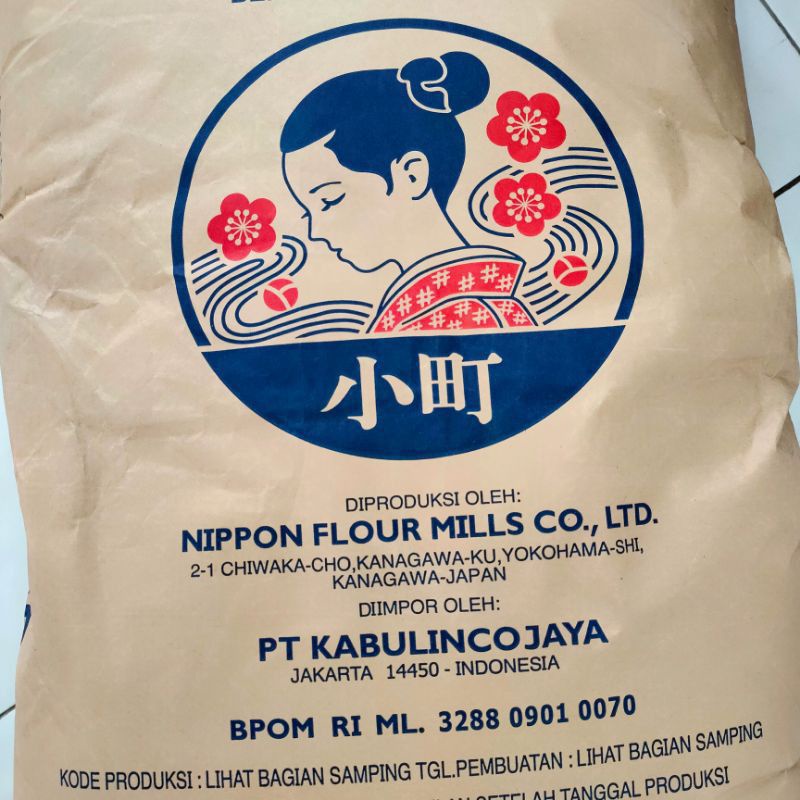 小町
DIPRODUKSI OLEH:
NIPPON FLOUR MILLS CO., LTD.
2-1 CHIWAKA-CHO,KANAGAWA-KU,YOKOHAMA-SHI,
KANAGAWA-JAPAN
DIIMPOR OLEH:
PT KABULINCOJAYA
JAKARTA 14450 - INDONESIA
BPOM RI ML. 3288 0901 0070
KODE PRODUKSI : LIHAT BAGIAN SAMPING TGL.PEMBUATAN : LIHAT BAGIAN SAMPING
SETELAH TANGGAL PRODUKSI